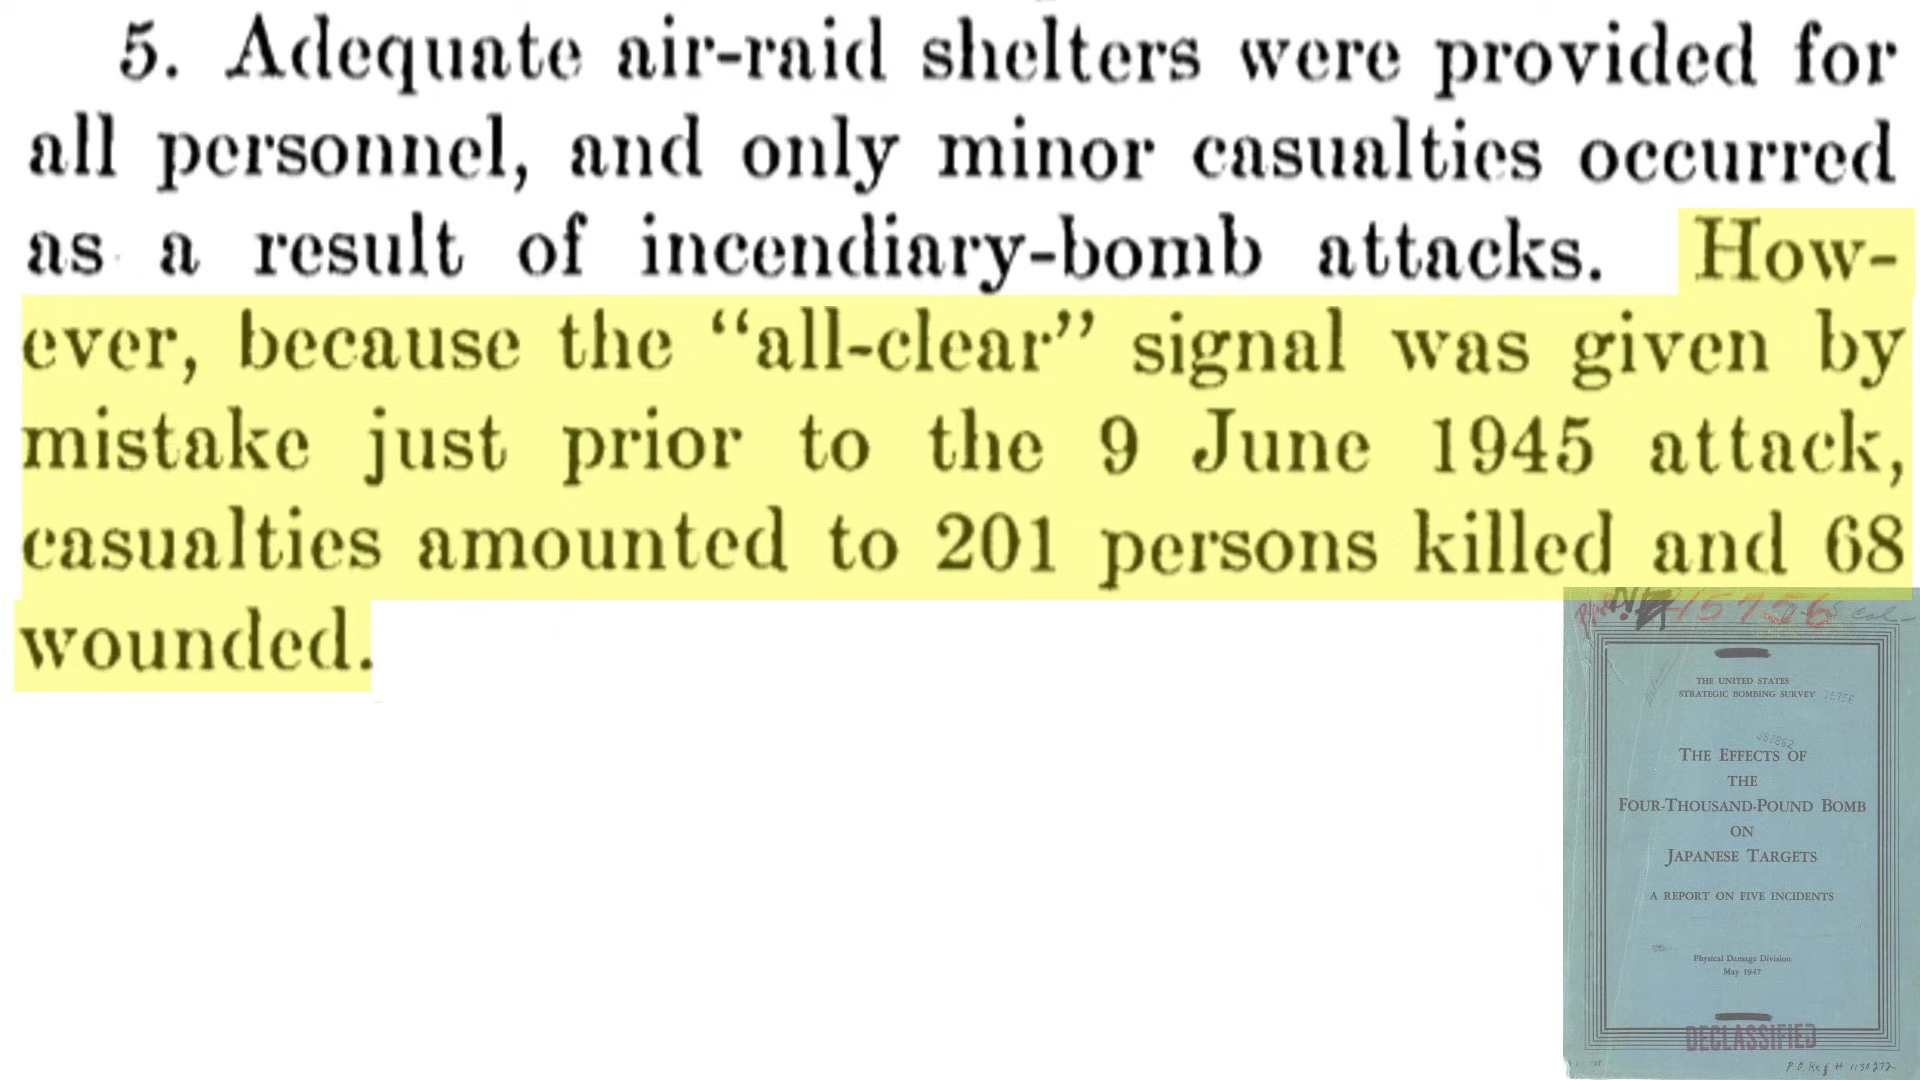 5. Adequate air-raid shelters were provided for
all personnel, and only minor casualties occurred
as a result of incendiary-bomb attacks. How-
ever, because the “all-clear” signal was given by
mistake just prior to the 9 June 1945 attack,
casualties amounted to 201 persons killed and 68
wounded.
15756
THE UNITED STATES
STRATEGIC BOMBING SURVEY
THE EFFECTS OF
THE
FOUR-THOUSAND-POUND BOMB
ON
JAPANESE TARGETS
A REPORT ON FIVE INCIDENTS
Physical Damage Division
May 1947
DECLASSIFIED